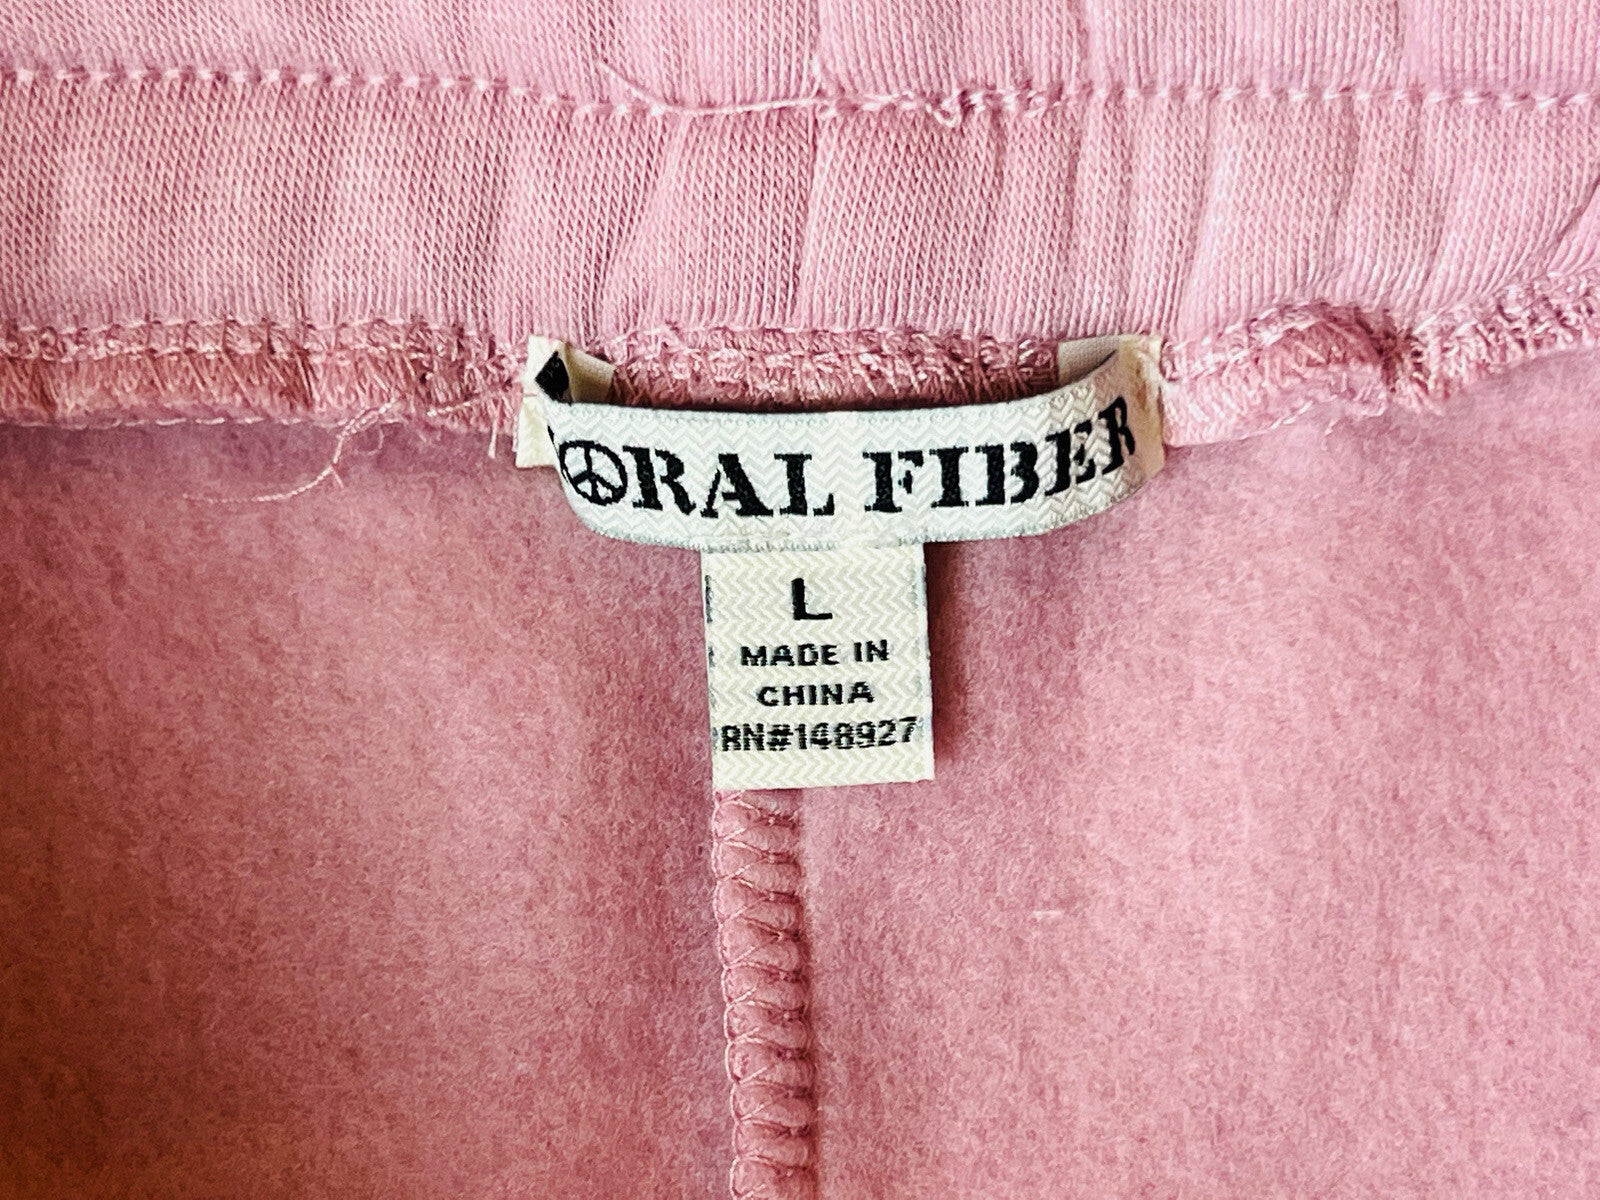 RAL FIBER
L
MADE IN
CHINA
RN#148927